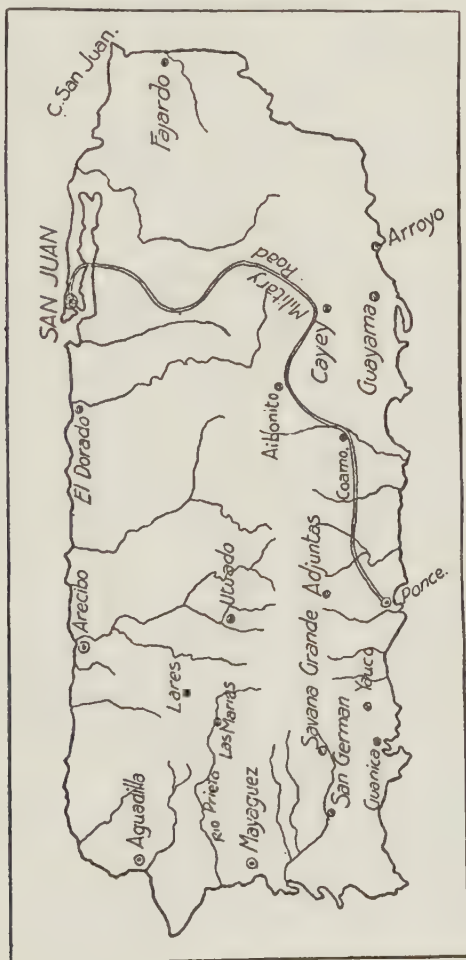 C. San Juan.
SAN JUAN
Fajardo
El Dorado
Military
Road
Arecibo
Aibonito
Cayey
Arroyo
Guayama
Coamo.
Utuado
Adjuntas
Ponce.
Lares
Las Marias
Savana Grande
Yauco
Aguadilla
Rio Prieto
San German
Guanica
Mayaguez